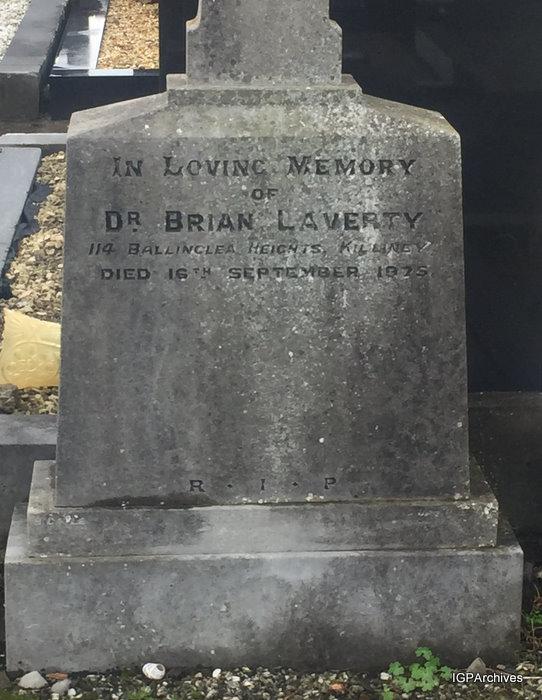 IN LOVING MEMORY
OF
DR BRIAN LAVERTY
114 BALLINCLEA HEIGHTS, KILLINEY
DIED 16TH SEPTEMBER 1975
R · I · P
IGPArchives